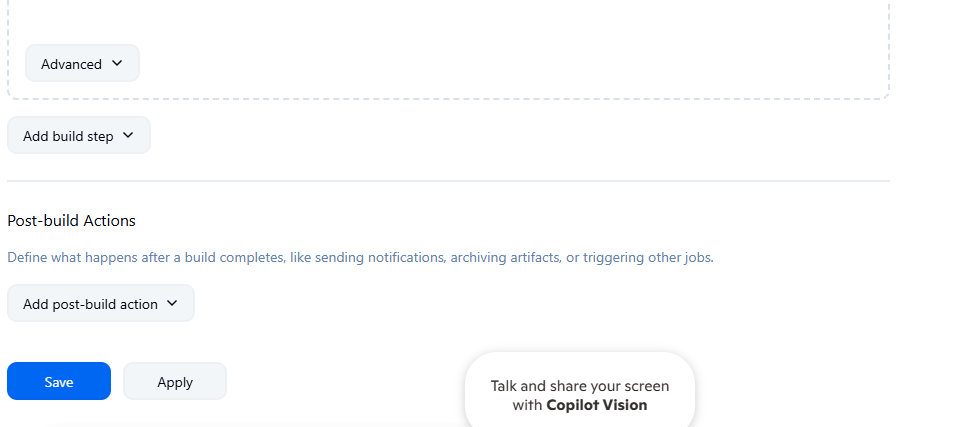 Advanced
Add build step
Post-build Actions
Define what happens after a build completes, like sending notifications, archiving artifacts, or triggering other jobs.
Add post-build action
Save
Apply
Talk and share your screen
with Copilot Vision